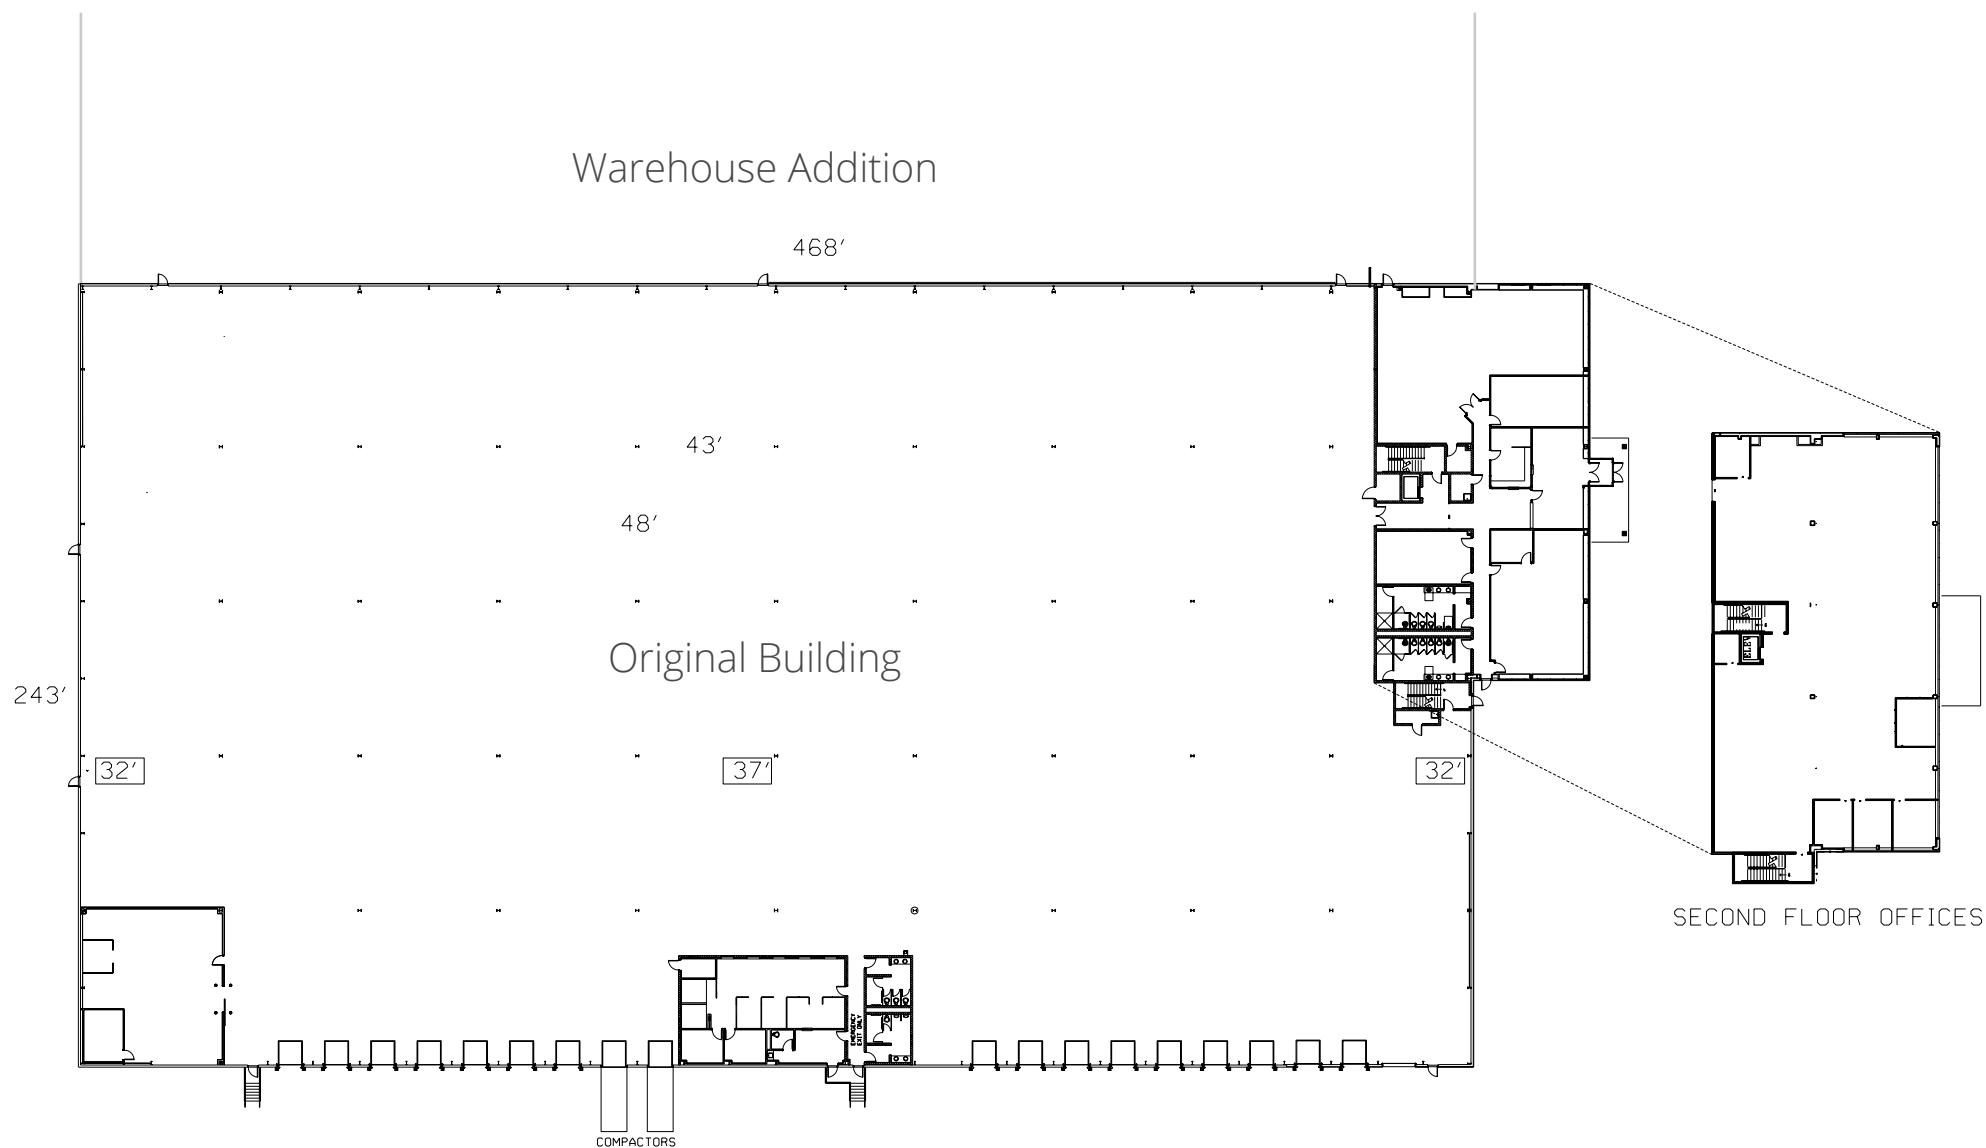 Warehouse Addition
468'
43'
48'
Original Building
243'
32'
37'
32'
ELEV
SECOND FLOOR OFFICES
EMERGENCY
EXIT ONLY
COMPACTORS